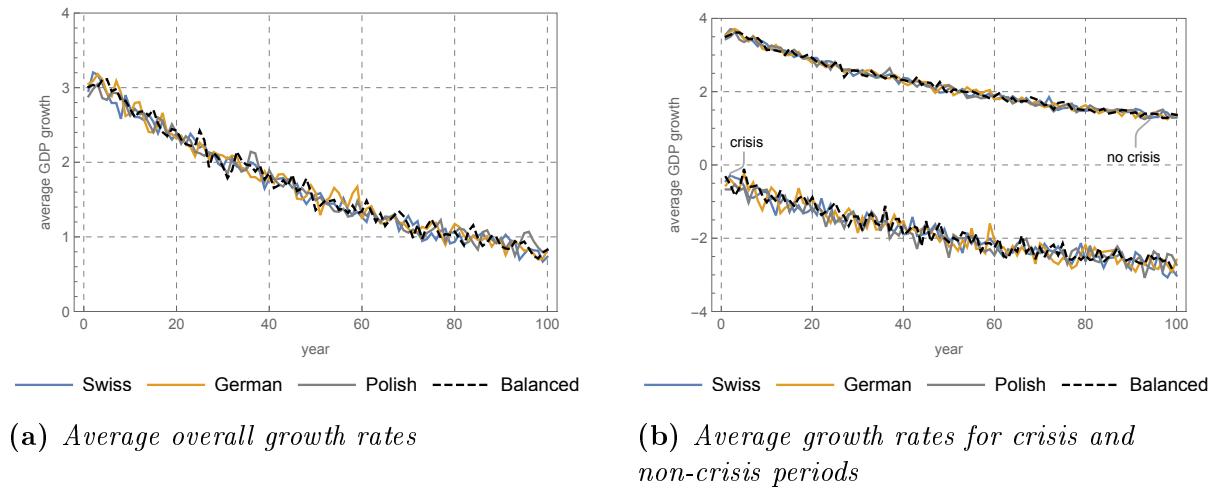 average GDP growth
4
3
2
1
0
0 20 40 60 80 100
year
Swiss German Polish Balanced
(a) Average overall growth rates
average GDP growth
4
2
0
−2
−4
crisis
no crisis
0 20 40 60 80 100
year
Swiss German Polish Balanced
(b) Average growth rates for crisis and
non-crisis periods